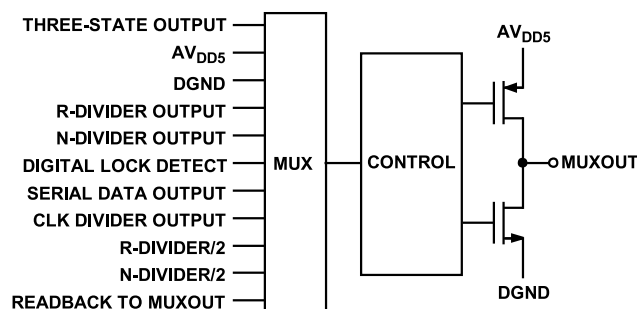 THREE-STATE OUTPUT
AVDD5
DGND
R-DIVIDER OUTPUT
N-DIVIDER OUTPUT
DIGITAL LOCK DETECT
SERIAL DATA OUTPUT
CLK DIVIDER OUTPUT
R-DIVIDER/2
N-DIVIDER/2
READBACK TO MUXOUT
MUX
CONTROL
AVDD5
MUXOUT
DGND